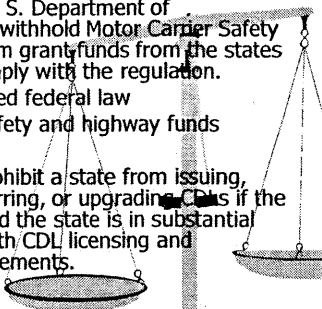 S. Department of
withhold Motor Carrier Safety
m grant funds from the states
ply with the regulation.
ed federal law
fety and highway funds
hibit a state from issuing,
rring, or upgrading CDLs if the
d the state is in substantial
th CDL licensing and
ements.